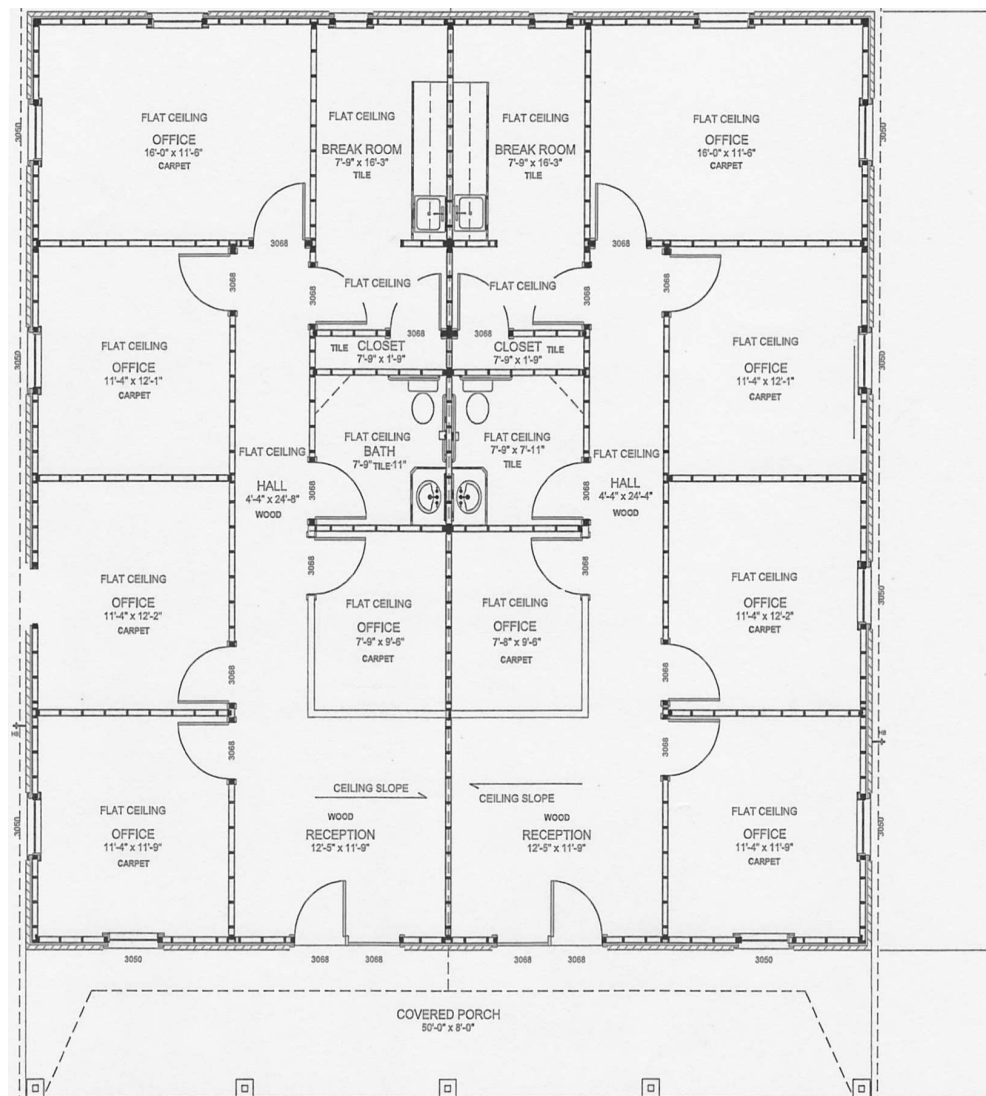 3050
3050
FLAT CEILING
OFFICE
16'-0" x 11'-6"
CARPET
FLAT CEILING
BREAK ROOM
7'-9" x 16'-3"
TILE
FLAT CEILING
BREAK ROOM
7'-9" x 16'-3"
TILE
FLAT CEILING
OFFICE
16'-0" x 11'-6"
CARPET
3068
3068
3068
3068
3068
3068
FLAT CEILING
FLAT CEILING
3068
3068
TILE
CLOSET
7'-9" x 1'-9"
CLOSET
TILE
7'-9" x 1'-9"
3050
3050
FLAT CEILING
OFFICE
11'-4" x 12'-1"
CARPET
FLAT CEILING
OFFICE
11'-4" x 12'-1"
CARPET
FLAT CEILING
HALL
4'-4" x 24'-8"
WOOD
FLAT CEILING
BATH
7'-9" TILE-11"
FLAT CEILING
7'-9" x 7'-11"
TILE
FLAT CEILING
HALL
4'-4" x 24'-4"
WOOD
3068
3068
3068
3068
FLAT CEILING
OFFICE
11'-4" x 12'-2"
CARPET
FLAT CEILING
OFFICE
7'-9" x 9'-6"
CARPET
FLAT CEILING
OFFICE
7'-8" x 9'-6"
CARPET
FLAT CEILING
OFFICE
11'-4" x 12'-2"
CARPET
3050
3068
3068
3068
3068
CEILING SLOPE
CEILING SLOPE
3050
3050
FLAT CEILING
OFFICE
11'-4" x 11'-9"
CARPET
WOOD
RECEPTION
12'-5" x 11'-9"
WOOD
RECEPTION
12'-5" x 11'-9"
FLAT CEILING
OFFICE
11'-4" x 11'-9"
CARPET
3050
3068
3068
3068
3068
3050
COVERED PORCH
50'-0" x 8'-0"